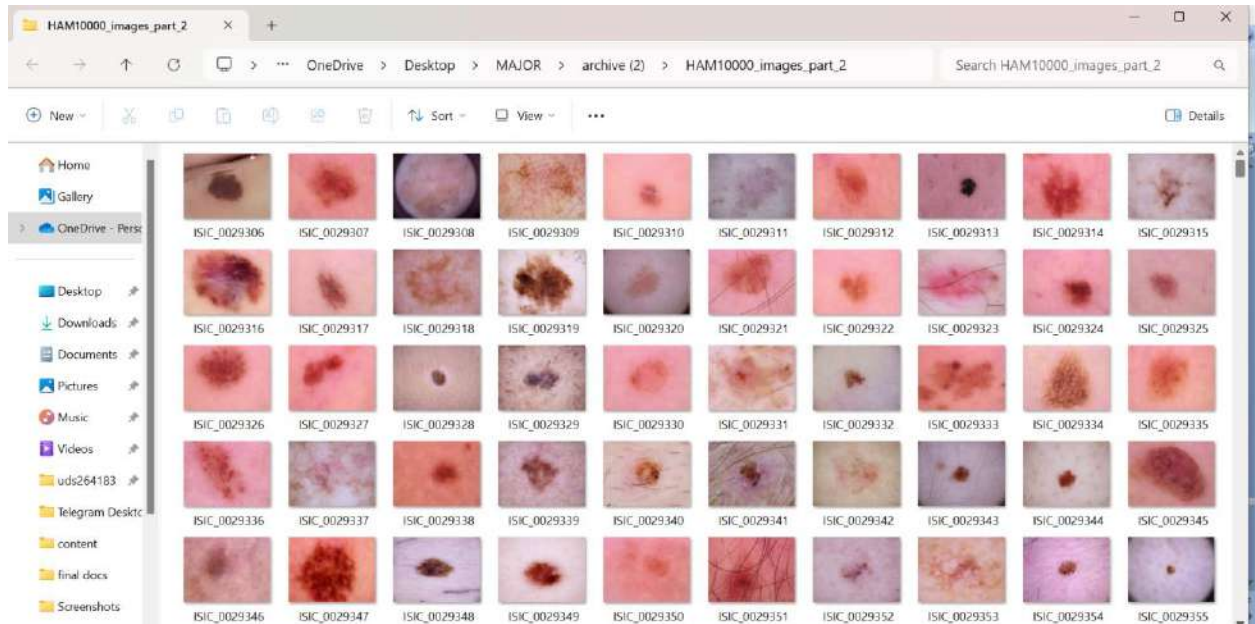 HAM10000_images_part_2
OneDrive > Desktop > MAJOR > archive (2) > HAM10000_images_part_2
Search HAM10000_images_part_2
New
Sort
View
Details
Home
Gallery
OneDrive - Perso
Desktop
Downloads
Documents
Pictures
Music
Videos
uds264183
Telegram Deskto
content
final docs
Screenshots
ISIC_0029306 ISIC_0029307 ISIC_0029308 ISIC_0029309 ISIC_0029310 ISIC_0029311 ISIC_0029312 ISIC_0029313 ISIC_0029314 ISIC_0029315
ISIC_0029316 ISIC_0029317 ISIC_0029318 ISIC_0029319 ISIC_0029320 ISIC_0029321 ISIC_0029322 ISIC_0029323 ISIC_0029324 ISIC_0029325
ISIC_0029326 ISIC_0029327 ISIC_0029328 ISIC_0029329 ISIC_0029330 ISIC_0029331 ISIC_0029332 ISIC_0029333 ISIC_0029334 ISIC_0029335
ISIC_0029336 ISIC_0029337 ISIC_0029338 ISIC_0029339 ISIC_0029340 ISIC_0029341 ISIC_0029342 ISIC_0029343 ISIC_0029344 ISIC_0029345
ISIC_0029346 ISIC_0029347 ISIC_0029348 ISIC_0029349 ISIC_0029350 ISIC_0029351 ISIC_0029352 ISIC_0029353 ISIC_0029354 ISIC_0029355